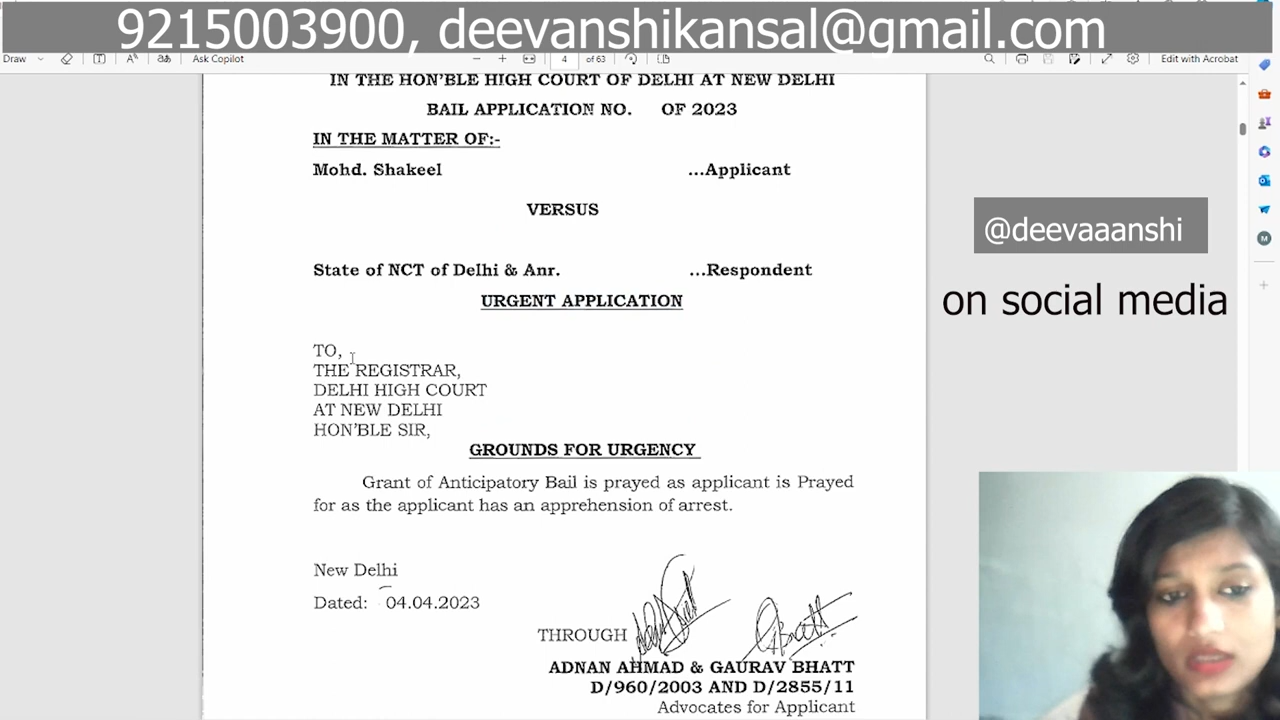 9215003900, deevanshikansal@gmail.com
Draw
Ask Copilot
4 of 63
Edit with Acrobat
IN THE HON'BLE HIGH COURT OF DELHI AT NEW DELHI
BAIL APPLICATION NO. OF 2023
IN THE MATTER OF:-
Mohd. Shakeel ...Applicant
VERSUS
@deevaaanshi
State of NCT of Delhi & Anr. ...Respondent
on social media
URGENT APPLICATION
TO,
THE REGISTRAR,
DELHI HIGH COURT
AT NEW DELHI
HON'BLE SIR,
GROUNDS FOR URGENCY
Grant of Anticipatory Bail is prayed as applicant is Prayed
for as the applicant has an apprehension of arrest.
New Delhi
Dated: 04.04.2023
THROUGH
ADNAN AHMAD & GAURAV BHATT
D/960/2003 AND D/2855/11
Advocates for Applicant